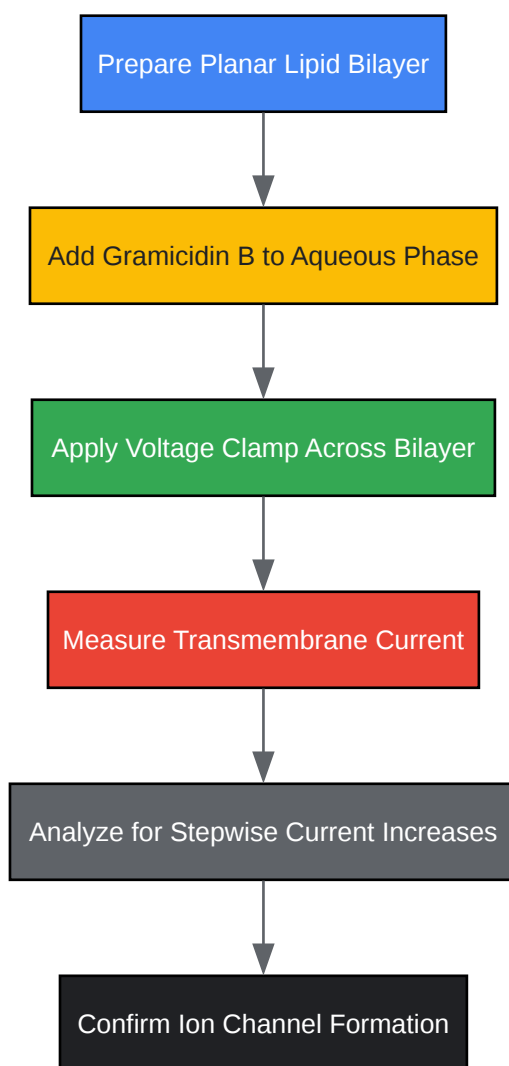 Prepare Planar Lipid Bilayer
Add Gramicidin B to Aqueous Phase
Apply Voltage Clamp Across Bilayer
Measure Transmembrane Current
Analyze for Stepwise Current Increases
Confirm Ion Channel Formation